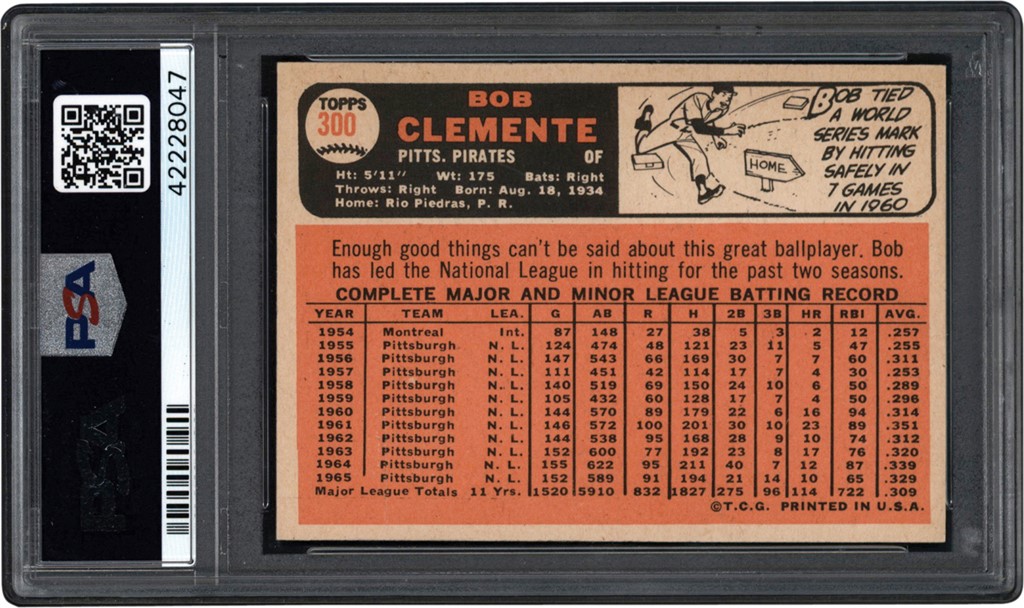 42228047
PSA
TOPPS
300
BOB
CLEMENTE
PITTS. PIRATES OF
Ht: 5'11" Wt: 175 Bats: Right
Throws: Right Born: Aug. 18, 1934
Home: Rio Piedras, P. R.
HOME
BOB TIED
A WORLD
SERIES MARK
BY HITTING
SAFELY IN
7 GAMES
IN 1960
Enough good things can't be said about this great ballplayer. Bob
has led the National League in hitting for the past two seasons.
COMPLETE MAJOR AND MINOR LEAGUE BATTING RECORD
YEAR TEAM LEA. G AB R H 2B 3B HR RBI AVG.
1954 Montreal Int. 87 148 27 38 5 3 2 12 .257
1955 Pittsburgh N. L. 124 474 48 121 23 11 5 47 .255
1956 Pittsburgh N. L. 147 543 66 169 30 7 7 60 .311
1957 Pittsburgh N. L. 111 451 42 114 17 7 4 30 .253
1958 Pittsburgh N. L. 140 519 69 150 24 10 6 50 .289
1959 Pittsburgh N. L. 105 432 60 128 17 7 4 50 .296
1960 Pittsburgh N. L. 144 570 89 179 22 6 16 94 .314
1961 Pittsburgh N. L. 146 572 100 201 30 10 23 89 .351
1962 Pittsburgh N. L. 144 538 95 168 28 9 10 74 .312
1963 Pittsburgh N. L. 152 600 77 192 23 8 17 76 .320
1964 Pittsburgh N. L. 155 622 95 211 40 7 12 87 .339
1965 Pittsburgh N. L. 152 589 91 194 21 14 10 65 .329
Major League Totals 11 Yrs. 1520 5910 832 1827 275 96 114 722 .309
©T.C.G. PRINTED IN U.S.A.
PSA